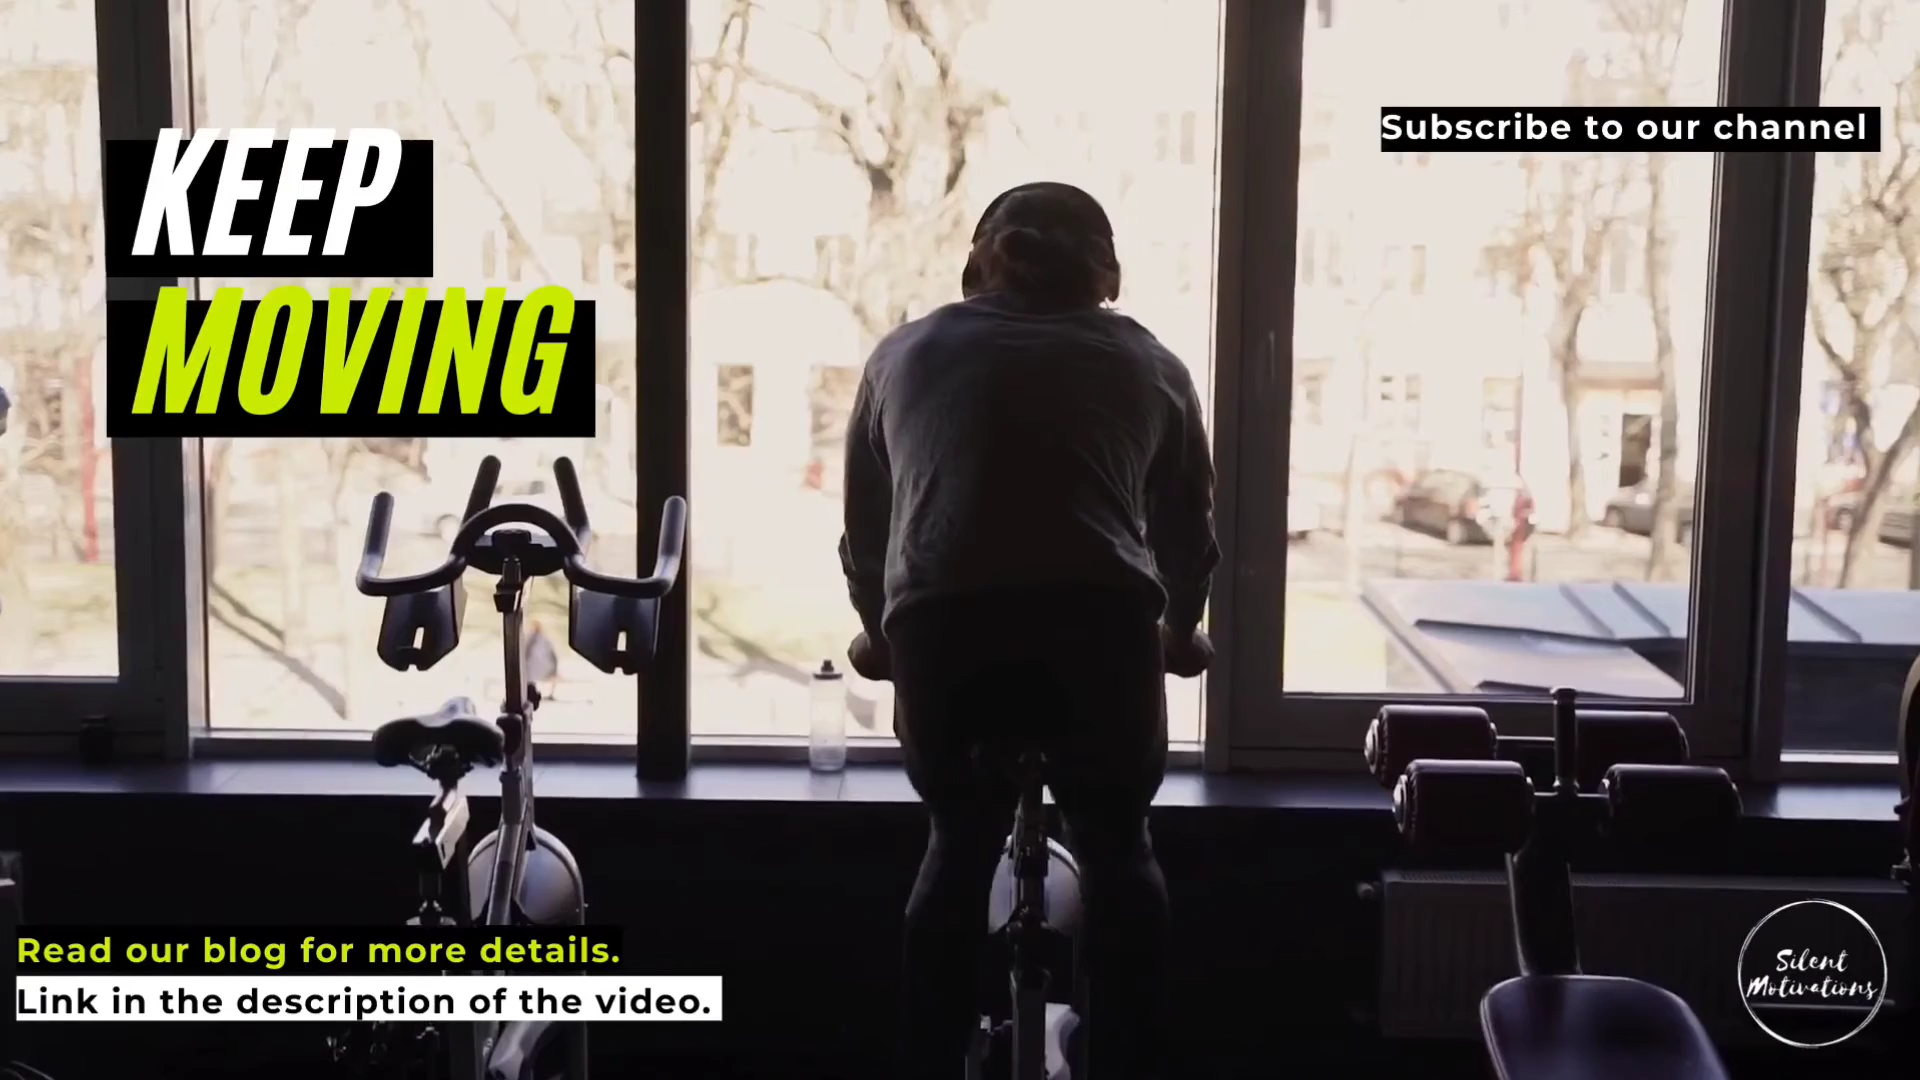 KEEP
MOVING
Subscribe to our channel
Read our blog for more details.
Link in the description of the video.
Silent
Motivations